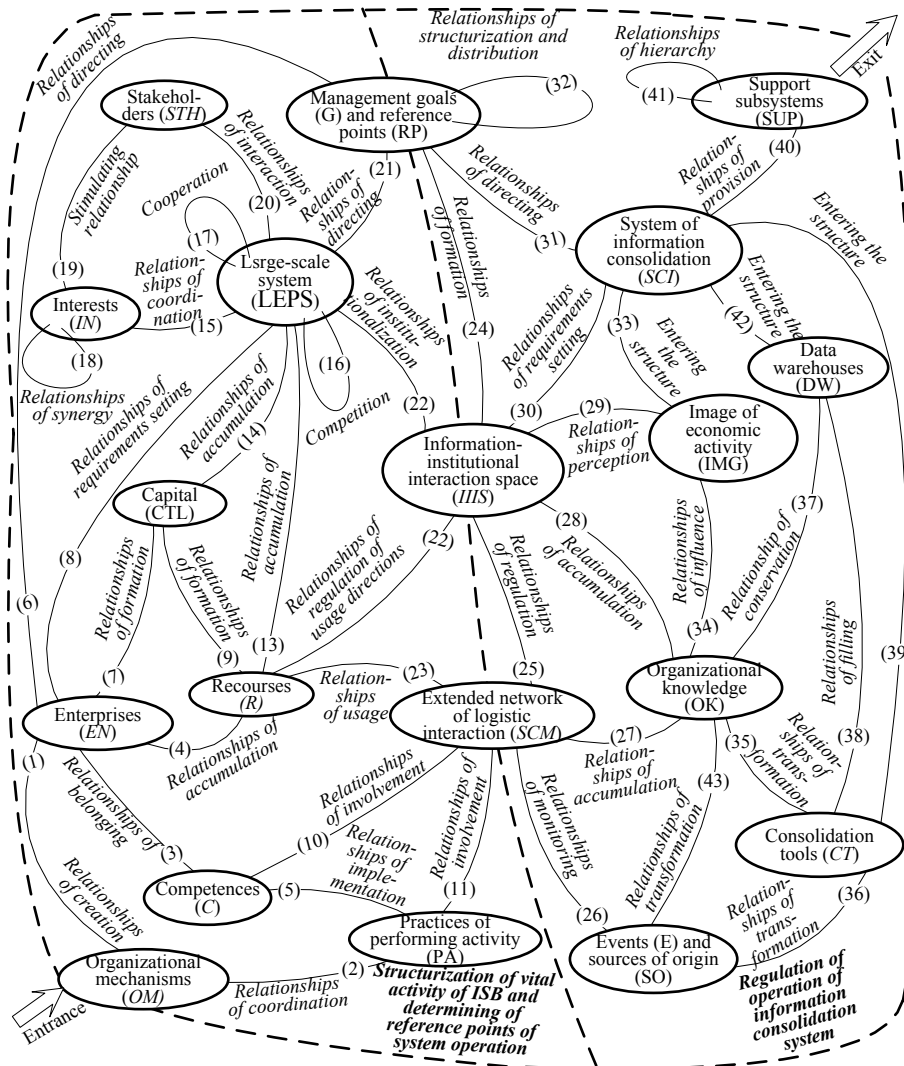 Relationships
of directing
Stakehol-
ders (STH)
Stimulating
relationship
(19)
Interests
(IN)
(18)
Relationships
of synergy
Cooperation
(17)
Relationships
of interaction
(20)
Relation-
ships of
directing
(21)
Management goals
(G) and reference
points (RP)
Relationships of
structurization and
distribution
(32)
Relationships
of hierarchy
(41)
Support
subsystems
(SUP)
Exit
(40)
Relation-
ships of
provision
Relationships
of directing
(31)
System of
information
consolidation
(SCI)
Entering the
structure
Lsrge-scale
system
(LEPS)
Relation-
ships of
coordi-
nation
(15)
Relationships
of institu-
tionalization
(22)
Relationships
of formation
(24)
Relationships
of requirements
setting
(30)
(33)
Entering
the
structure
Entering the
structure
(42)
Data
warehouses
(DW)
(16)
Competition
Relationships of
requirements setting
(8)
Relationships of
accumulation
(14)
Relationships of
accumulation
(13)
Capital
(CTL)
Information-
institutional
interaction space
(IIIS)
(29)
Relation-
ships of
perception
Image of
economic
activity
(IMG)
(28)
Relationships
of accumulation
Relationships
of influence
(34)
(37)
Relationship of
conservation
Relationships
of formation
(7)
Relationships
of formation
(9)
Relationships of
regulation of
usage directions
(22)
Relationships
of regulation
(25)
(6)
Enterprises
(EN)
(4)
Relationships of
accumulation
Recourses
(R)
Relation-
ships
of usage
(23)
Extended network
of logistic
interaction (SCM)
(27)
Relation-
ships of
accumulation
Organizational
knowledge
(OK)
(35)
Relation-
ships of
trans-
formation
Relationships
of filling
(38)
(39)
(1)
Relationships of
belonging
(3)
Relationships
of involvement
(10)
Relationships of
involvement
(11)
Relationships
of monitoring
(26)
Relationships of
transformation
(43)
Consolidation
tools (CT)
(36)
Relation-
ships of
trans-
formation
Relationships
of creation
Competences
(C)
(5)
Relation-
ships of
imple-
mentation
Practices of
performing activity
(PA)
Events (E) and
sources of origin
(SO)
Organizational
mechanisms
(OM)
Entrance
(2)
Relationships
of coordination
Structurization of vital
activity of ISB and
determining of
reference points of
system operation
Regulation of
operation of
information
consolidation
system